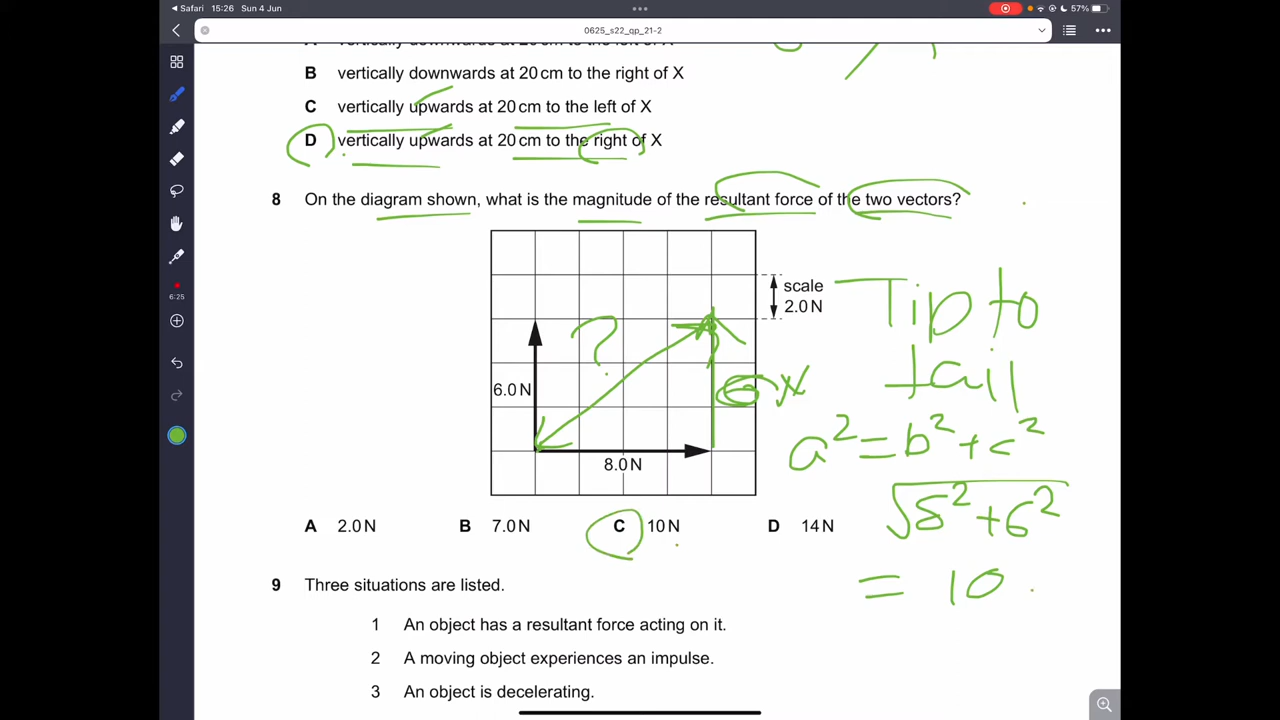 Safari 15:26 Sun 4 Jun
57%
0625_s22_qp_21-2
B vertically downwards at 20 cm to the right of X
C vertically upwards at 20 cm to the left of X
D vertically upwards at 20 cm to the right of X
8 On the diagram shown, what is the magnitude of the resultant force of the two vectors?
scale
2.0 N
6.0 N
8.0 N
?
Tip to
tail
a² = b² + c²
√8² + 6²
= 10
A 2.0 N B 7.0 N C 10 N D 14 N
9 Three situations are listed.
1 An object has a resultant force acting on it.
2 A moving object experiences an impulse.
3 An object is decelerating.
6:25